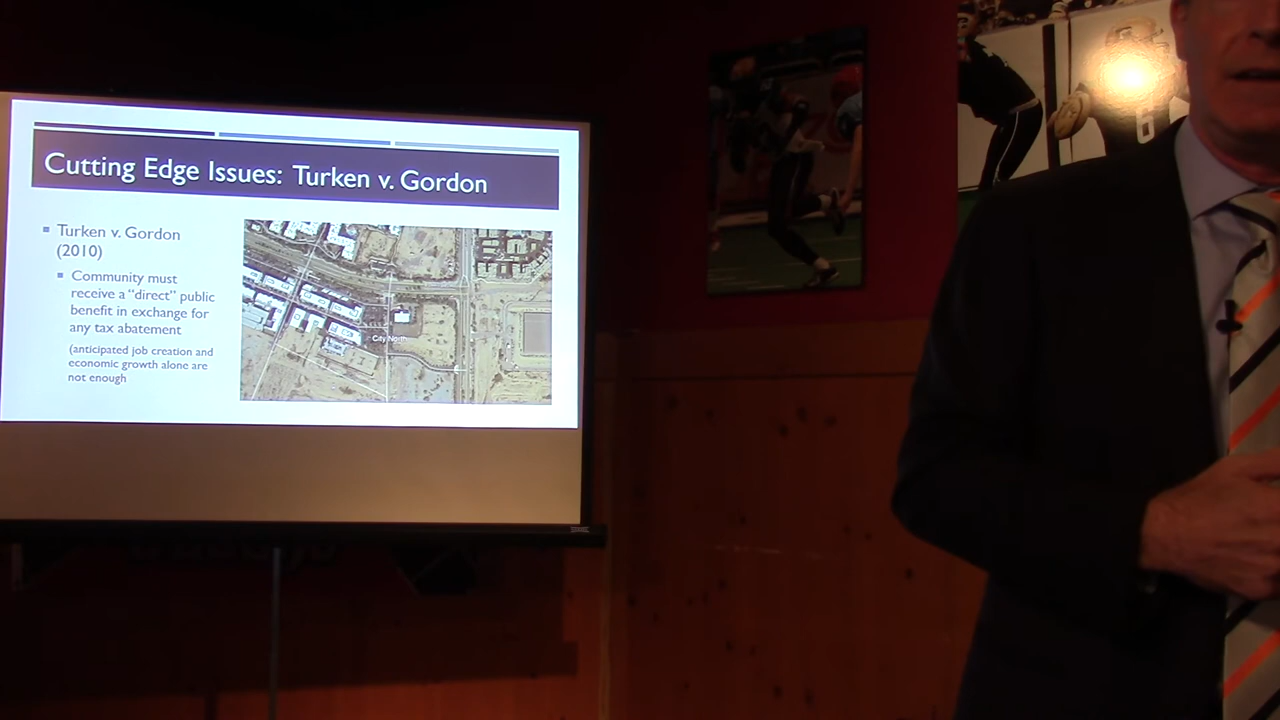 Cutting Edge Issues: Turken v. Gordon
Turken v. Gordon
(2010)
Community must
receive a "direct" public
benefit in exchange for
any tax abatement
(anticipated job creation and
economic growth alone are
not enough
City North
6